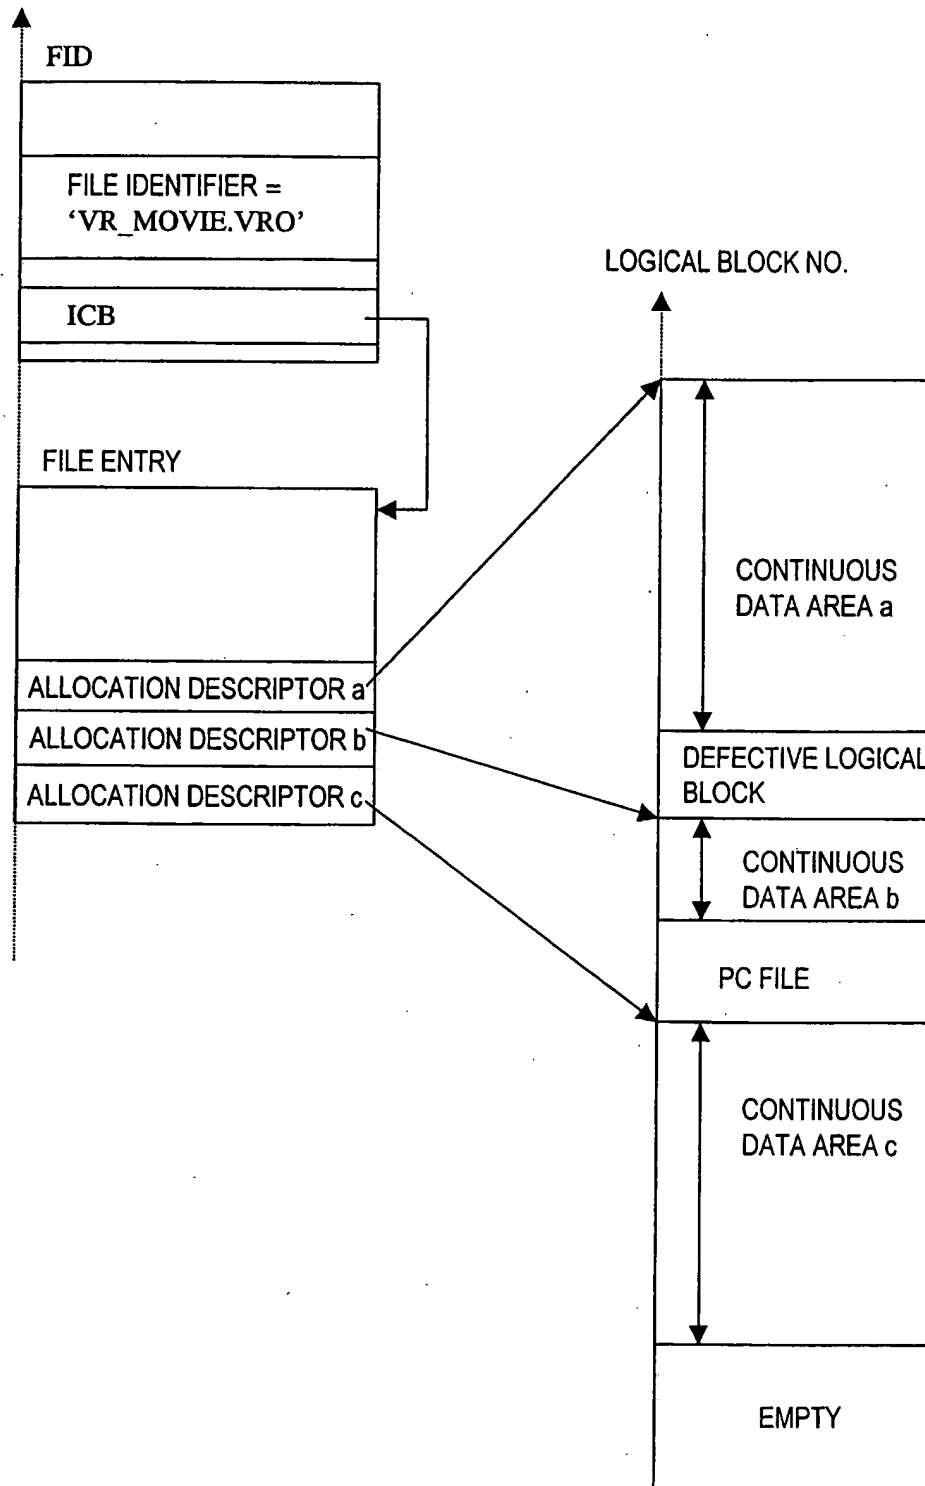 FID
FILE IDENTIFIER =
‘VR_MOVIE.VRO’
ICB
FILE ENTRY
ALLOCATION DESCRIPTOR a
ALLOCATION DESCRIPTOR b
ALLOCATION DESCRIPTOR c
LOGICAL BLOCK NO.
CONTINUOUS
DATA AREA a
DEFECTIVE LOGICAL
BLOCK
CONTINUOUS
DATA AREA b
PC FILE
CONTINUOUS
DATA AREA c
EMPTY